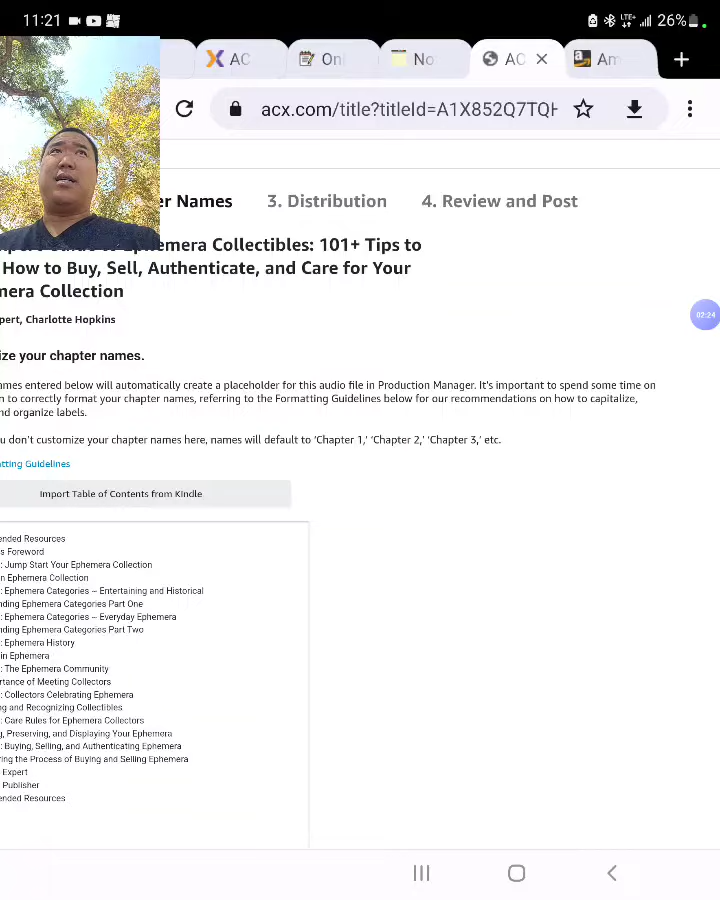 11:21
LTE+
26%
AC
Onl
No
AC
Am
acx.com/title?titleId=A1X852Q7TQH
er Names
3. Distribution
4. Review and Post
Ephemera Collectibles: 101+ Tips to
How to Buy, Sell, Authenticate, and Care for Your
mera Collection
pert, Charlotte Hopkins
02:24
ize your chapter names.
ames entered below will automatically create a placeholder for this audio file in Production Manager. It's important to spend some time on
n to correctly format your chapter names, referring to the Formatting Guidelines below for our recommendations on how to capitalize,
nd organize labels.
u don't customize your chapter names here, names will default to 'Chapter 1,' 'Chapter 2,' 'Chapter 3,' etc.
tting Guidelines
Import Table of Contents from Kindle
ended Resources
s Foreword
: Jump Start Your Ephemera Collection
n Ephemera Collection
: Ephemera Categories – Entertaining and Historical
nding Ephemera Categories Part One
: Ephemera Categories – Everyday Ephemera
nding Ephemera Categories Part Two
: Ephemera History
in Ephemera
: The Ephemera Community
rtance of Meeting Collectors
: Collectors Celebrating Ephemera
ng and Recognizing Collectibles
: Care Rules for Ephemera Collectors
g, Preserving, and Displaying Your Ephemera
: Buying, Selling, and Authenticating Ephemera
ring the Process of Buying and Selling Ephemera
Expert
Publisher
ended Resources